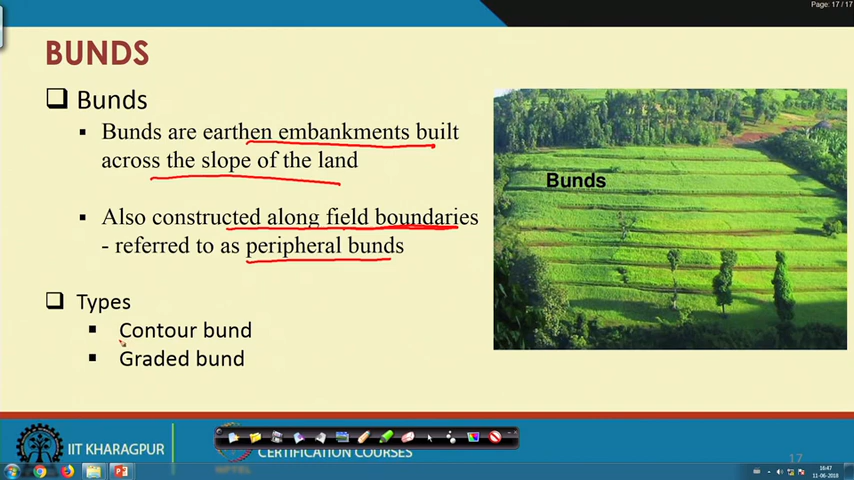 Page: 17 / 17
BUNDS
Bunds
Bunds are earthen embankments built
across the slope of the land
Also constructed along field boundaries
- referred to as peripheral bunds
Types
Contour bund
Graded bund
Bunds
IIT KHARAGPUR
CERTIFICATION COURSES
17
16:47
11-06-2018